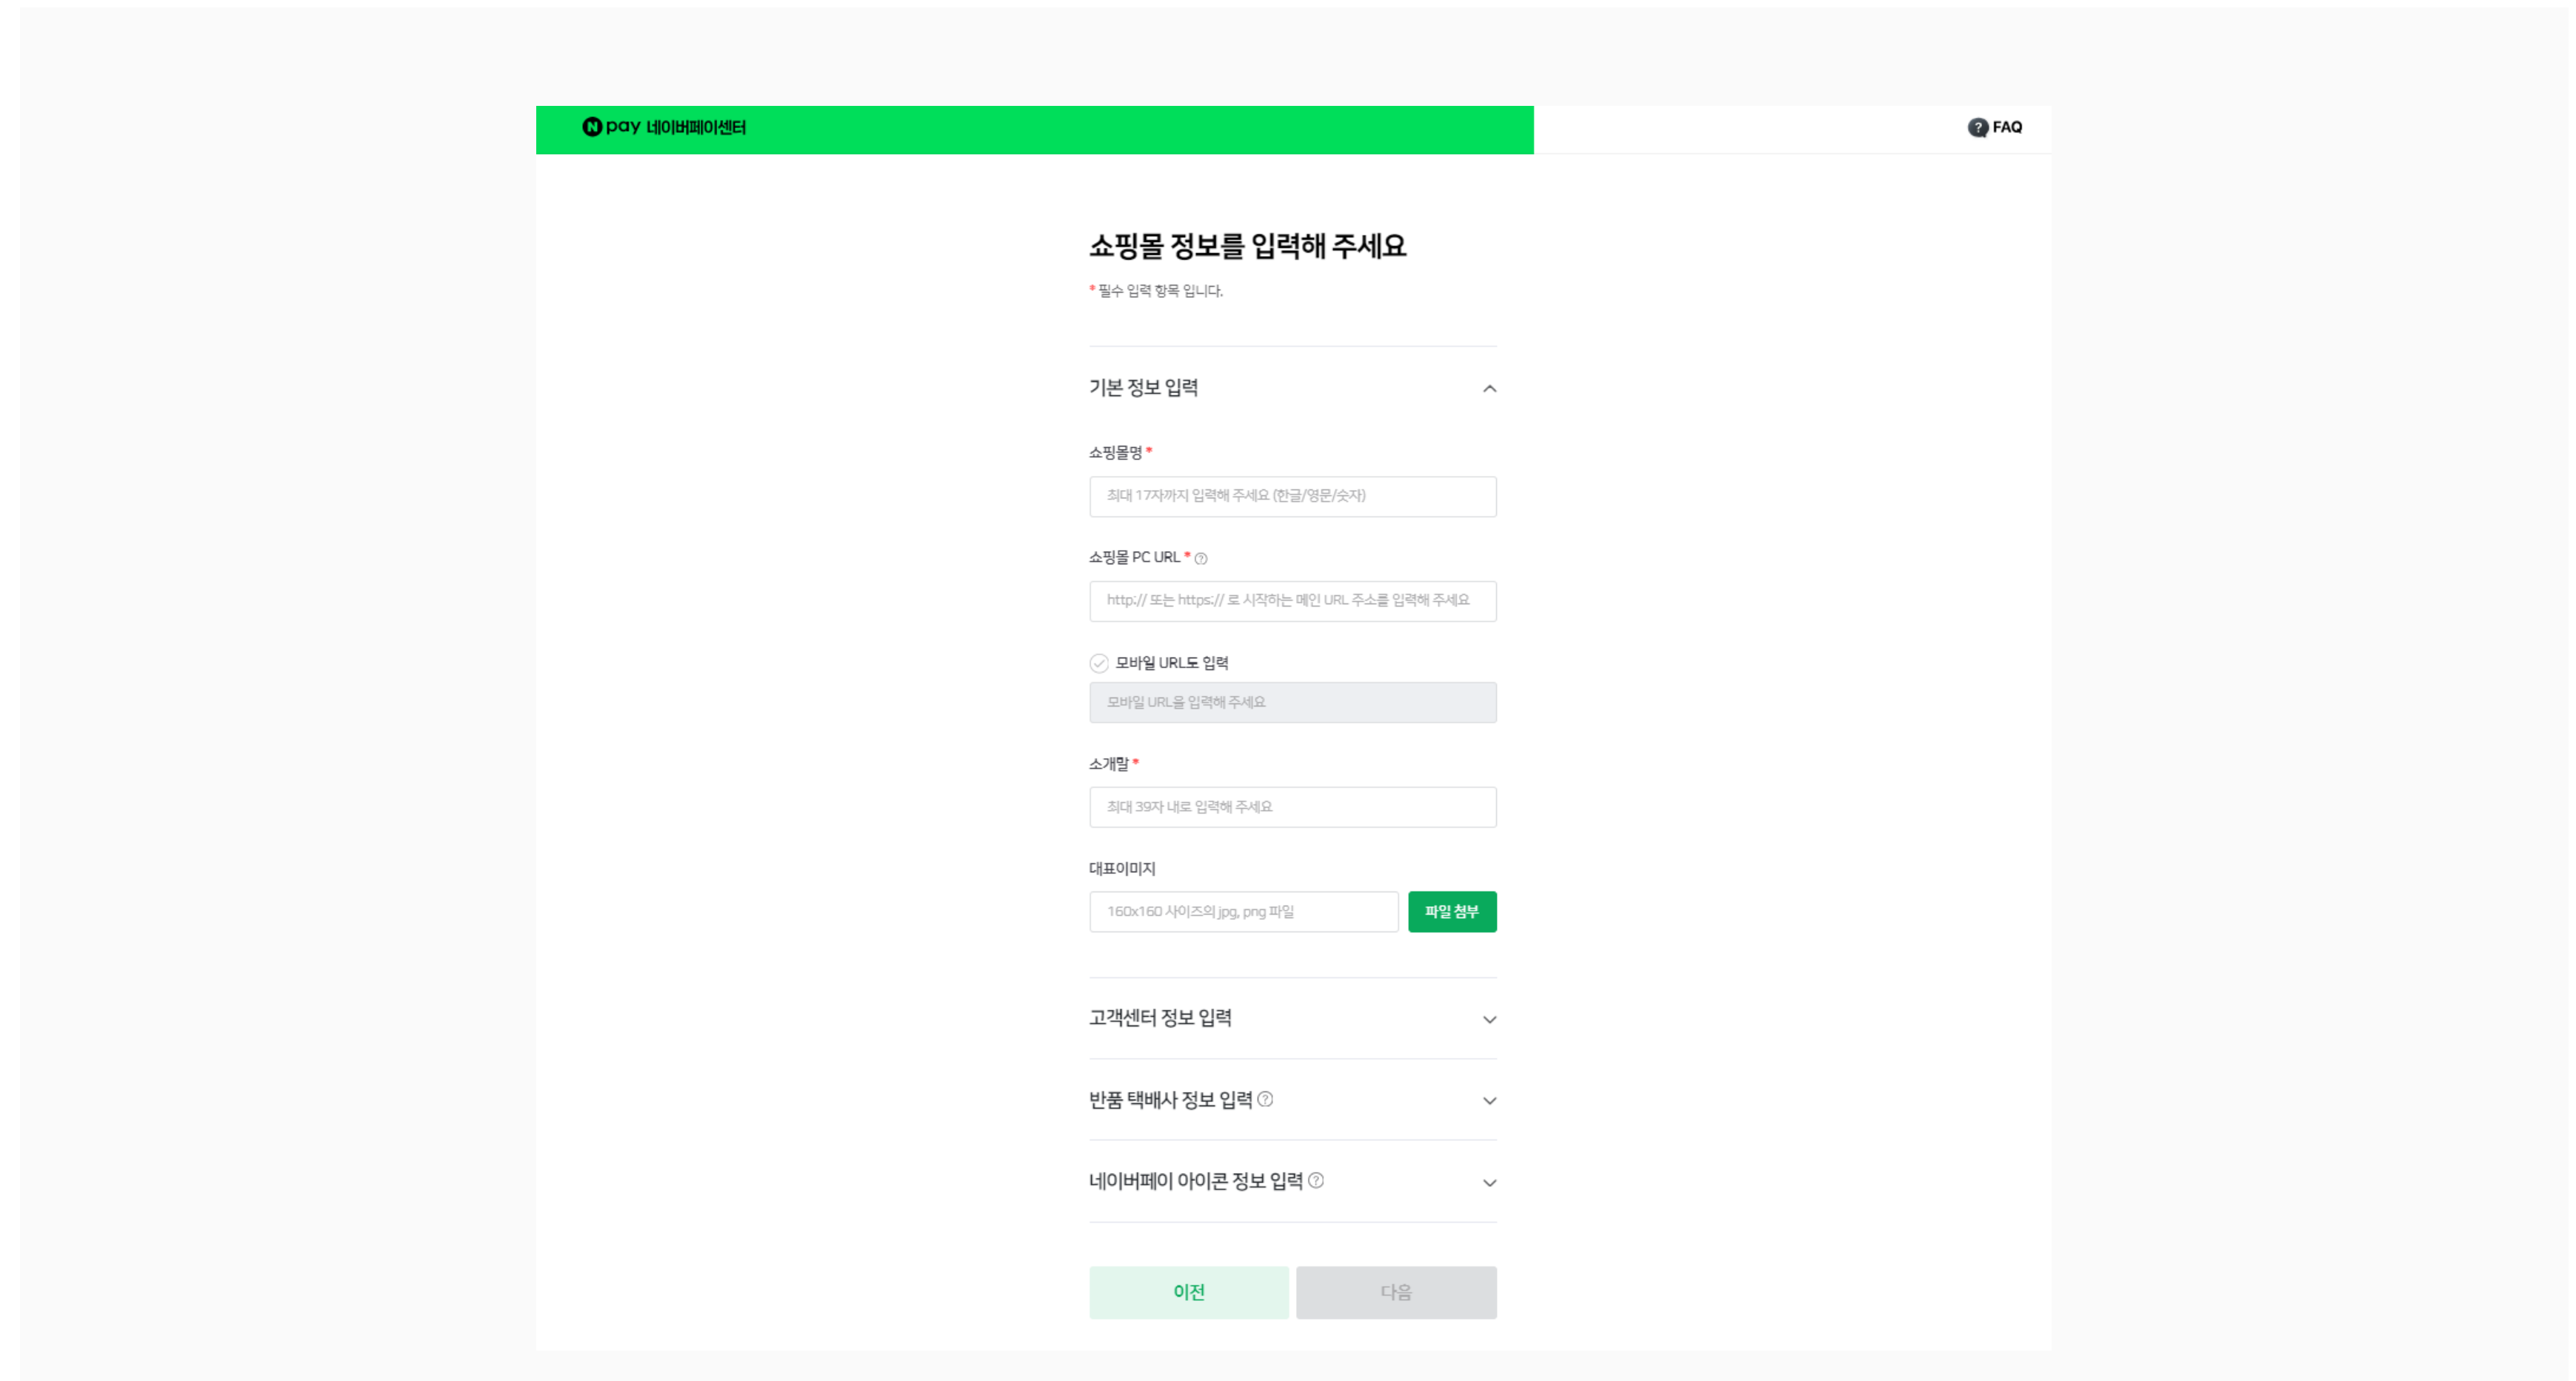 N pay 네이버페이센터
? FAQ
쇼핑몰 정보를 입력해 주세요
* 필수 입력 항목 입니다.
기본 정보 입력
쇼핑몰명 *
최대 17자까지 입력해 주세요 (한글/영문/숫자)
쇼핑몰 PC URL * ?
http:// 또는 https:// 로 시작하는 메인 URL 주소를 입력해 주세요
모바일 URL도 입력
모바일 URL을 입력해 주세요
소개말 *
최대 39자 내로 입력해 주세요
대표이미지
160x160 사이즈의 jpg, png 파일
파일 첨부
고객센터 정보 입력
반품 택배사 정보 입력 ?
네이버페이 아이콘 정보 입력 ?
이전
다음